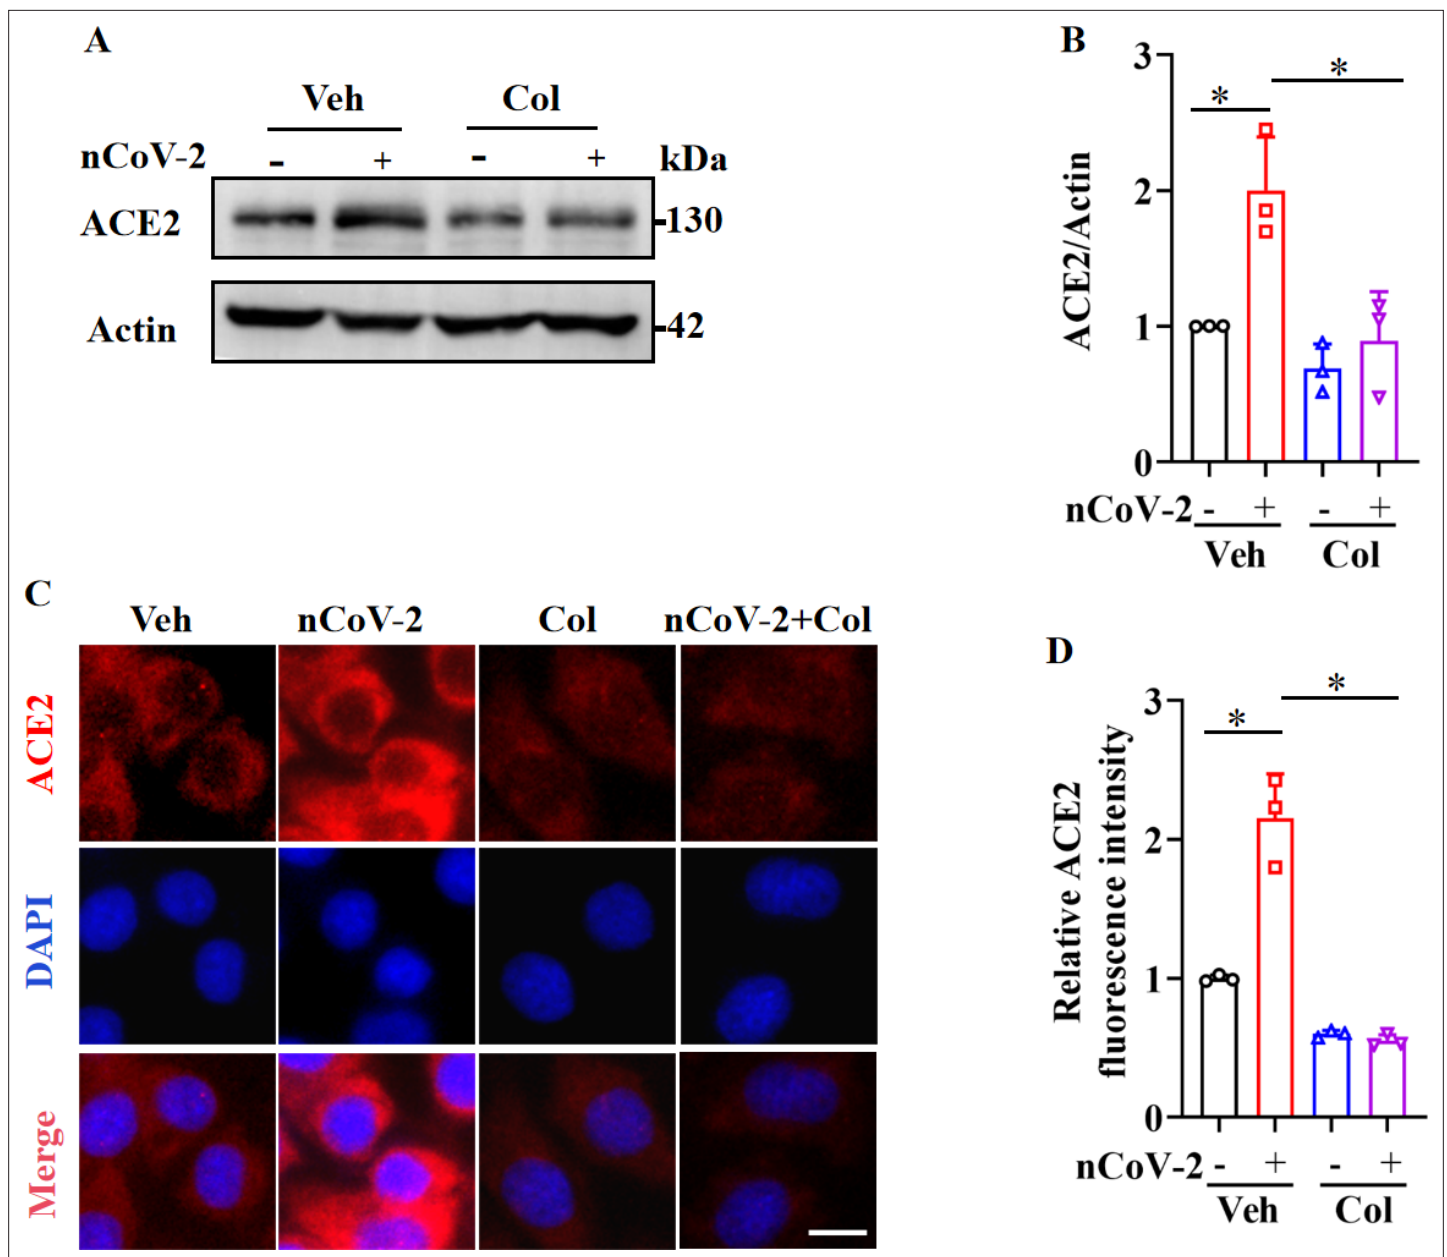 A
Veh Col
nCoV-2 - + - + kDa
ACE2 130
Actin 42
B
ACE2/Actin
3
2
1
0
* *
nCoV-2 - + - +
Veh Col
C
Veh nCoV-2 Col nCoV-2+Col
ACE2
DAPI
Merge
D
Relative ACE2
fluorescence intensity
3
2
1
0
* *
nCoV-2 - + - +
Veh Col